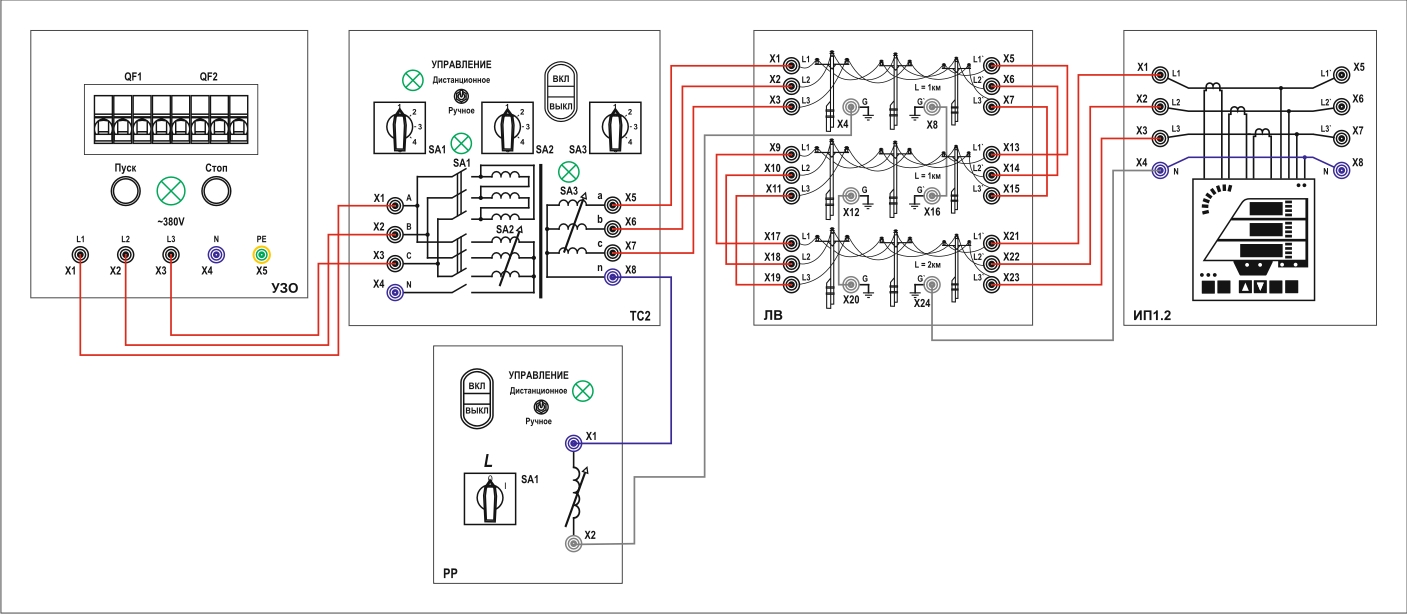 QF1 QF2
Пуск Стоп
~380V
L1 L2 L3 N PE
X1 X2 X3 X4 X5
УЗО
УПРАВЛЕНИЕ
Дистанционное
Ручное
ВКЛ
ВЫКЛ
1 2 3 4
SA1
1 2 3 4
SA2
SA3
1 2 3 4
SA1
SA2
SA3
X1 A
X2 B
X3 C
X4 N
a X5
b X6
c X7
n X8
ТС2
ВКЛ
ВЫКЛ
УПРАВЛЕНИЕ
Дистанционное
Ручное
L
0 I
SA1
X1
X2
РР
X1 L1 L1' X5
X2 L2 L2' X6
L = 1км
X3 L3 L3' X7
G G'
X4 X8
X9 L1 L1' X13
X10 L2 L2' X14
L = 1км
X11 L3 L3' X15
G G'
X12 X16
X17 L1 L1' X21
X18 L2 L2' X22
L = 2км
X19 L3 L3' X23
G G'
X20 X24
ЛВ
X1 L1 L1' X5
X2 L2 L2' X6
X3 L3 L3' X7
X4 N N X8
ИП1.2